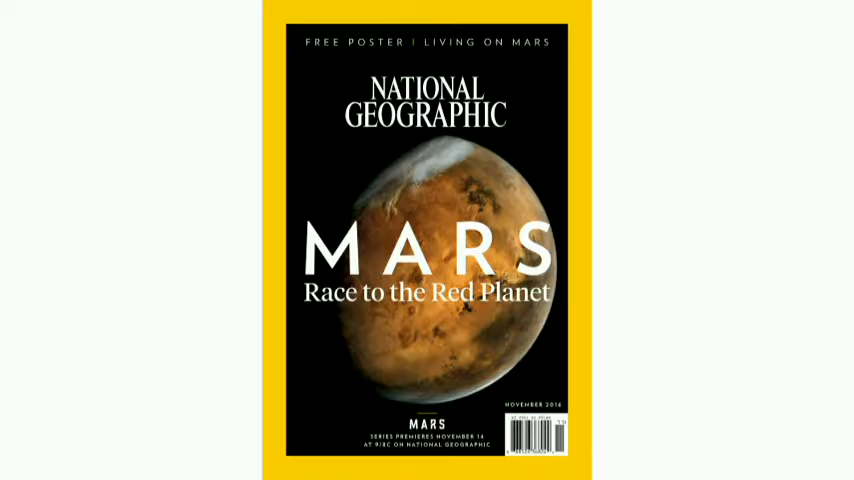 FREE POSTER | LIVING ON MARS
NATIONAL
GEOGRAPHIC
MARS
Race to the Red Planet
NOVEMBER 2016
MARS
SERIES PREMIERES NOVEMBER 14
AT 9/8C ON NATIONAL GEOGRAPHIC